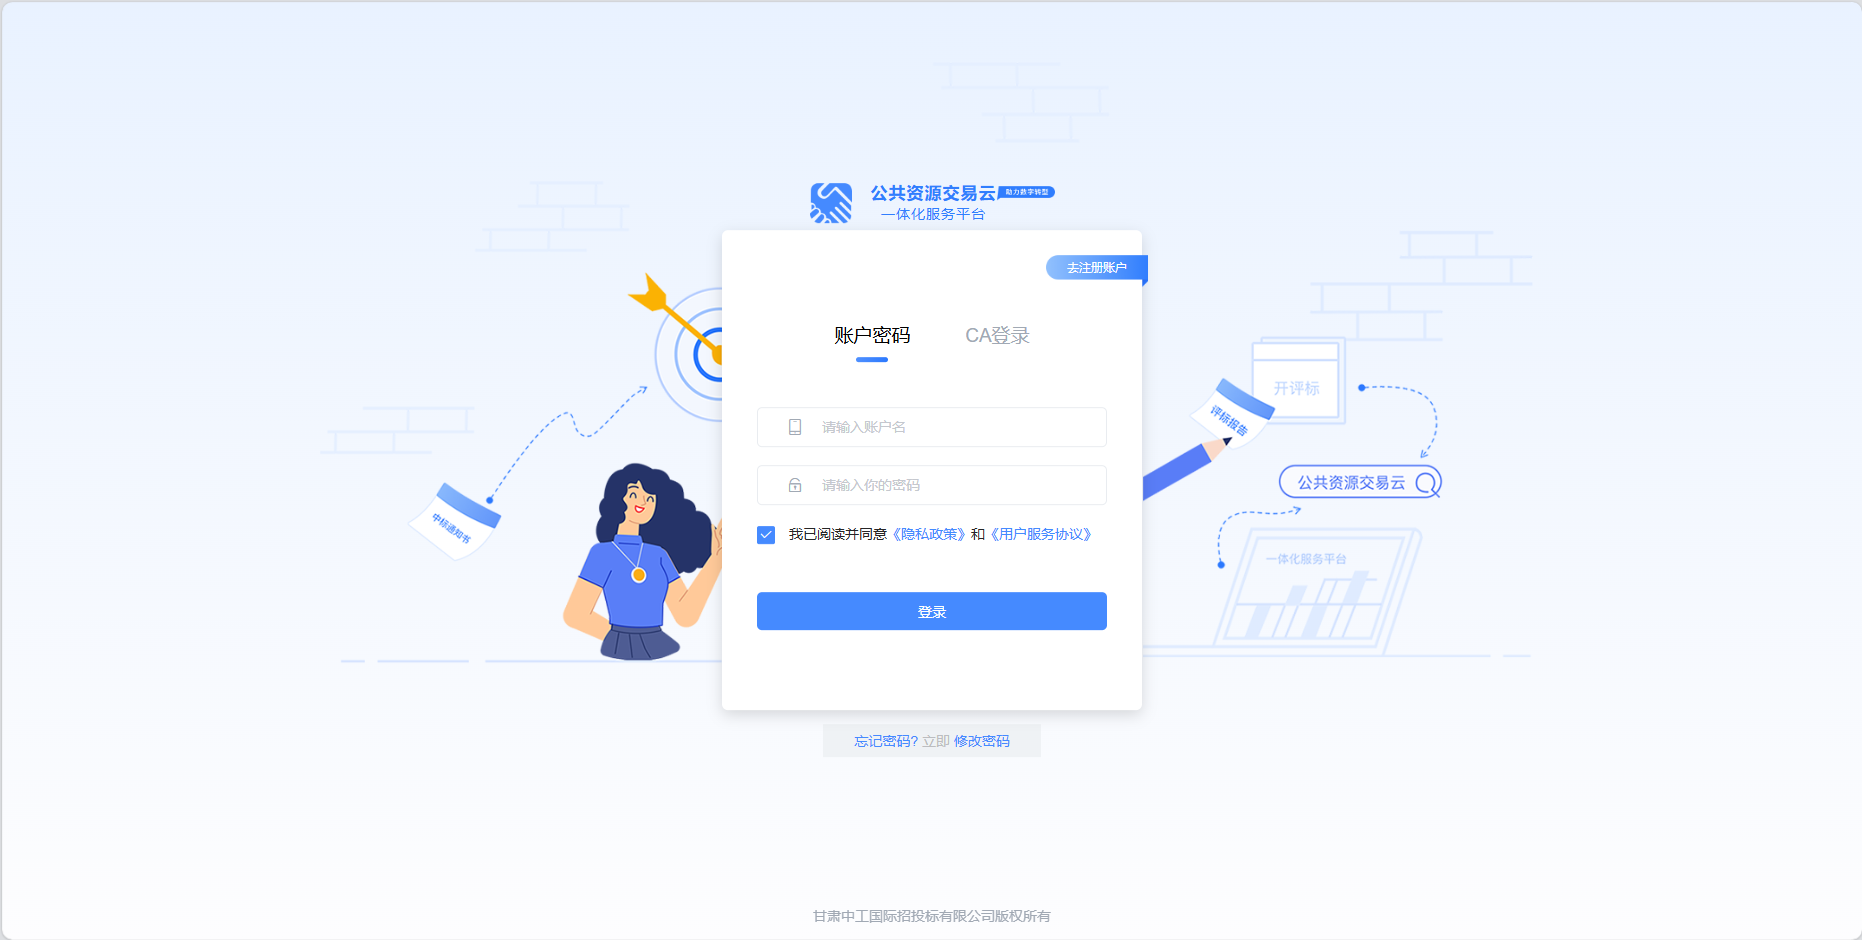 公共资源交易云 助力数字转型
一体化服务平台
去注册账户
账户密码 CA登录
开评标
评标报告
请输入账户名
公共资源交易云
请输入你的密码
中标通知书
我已阅读并同意《隐私政策》和《用户服务协议》
一体化服务平台
登录
忘记密码? 立即 修改密码
甘肃中工国际招投标有限公司版权所有